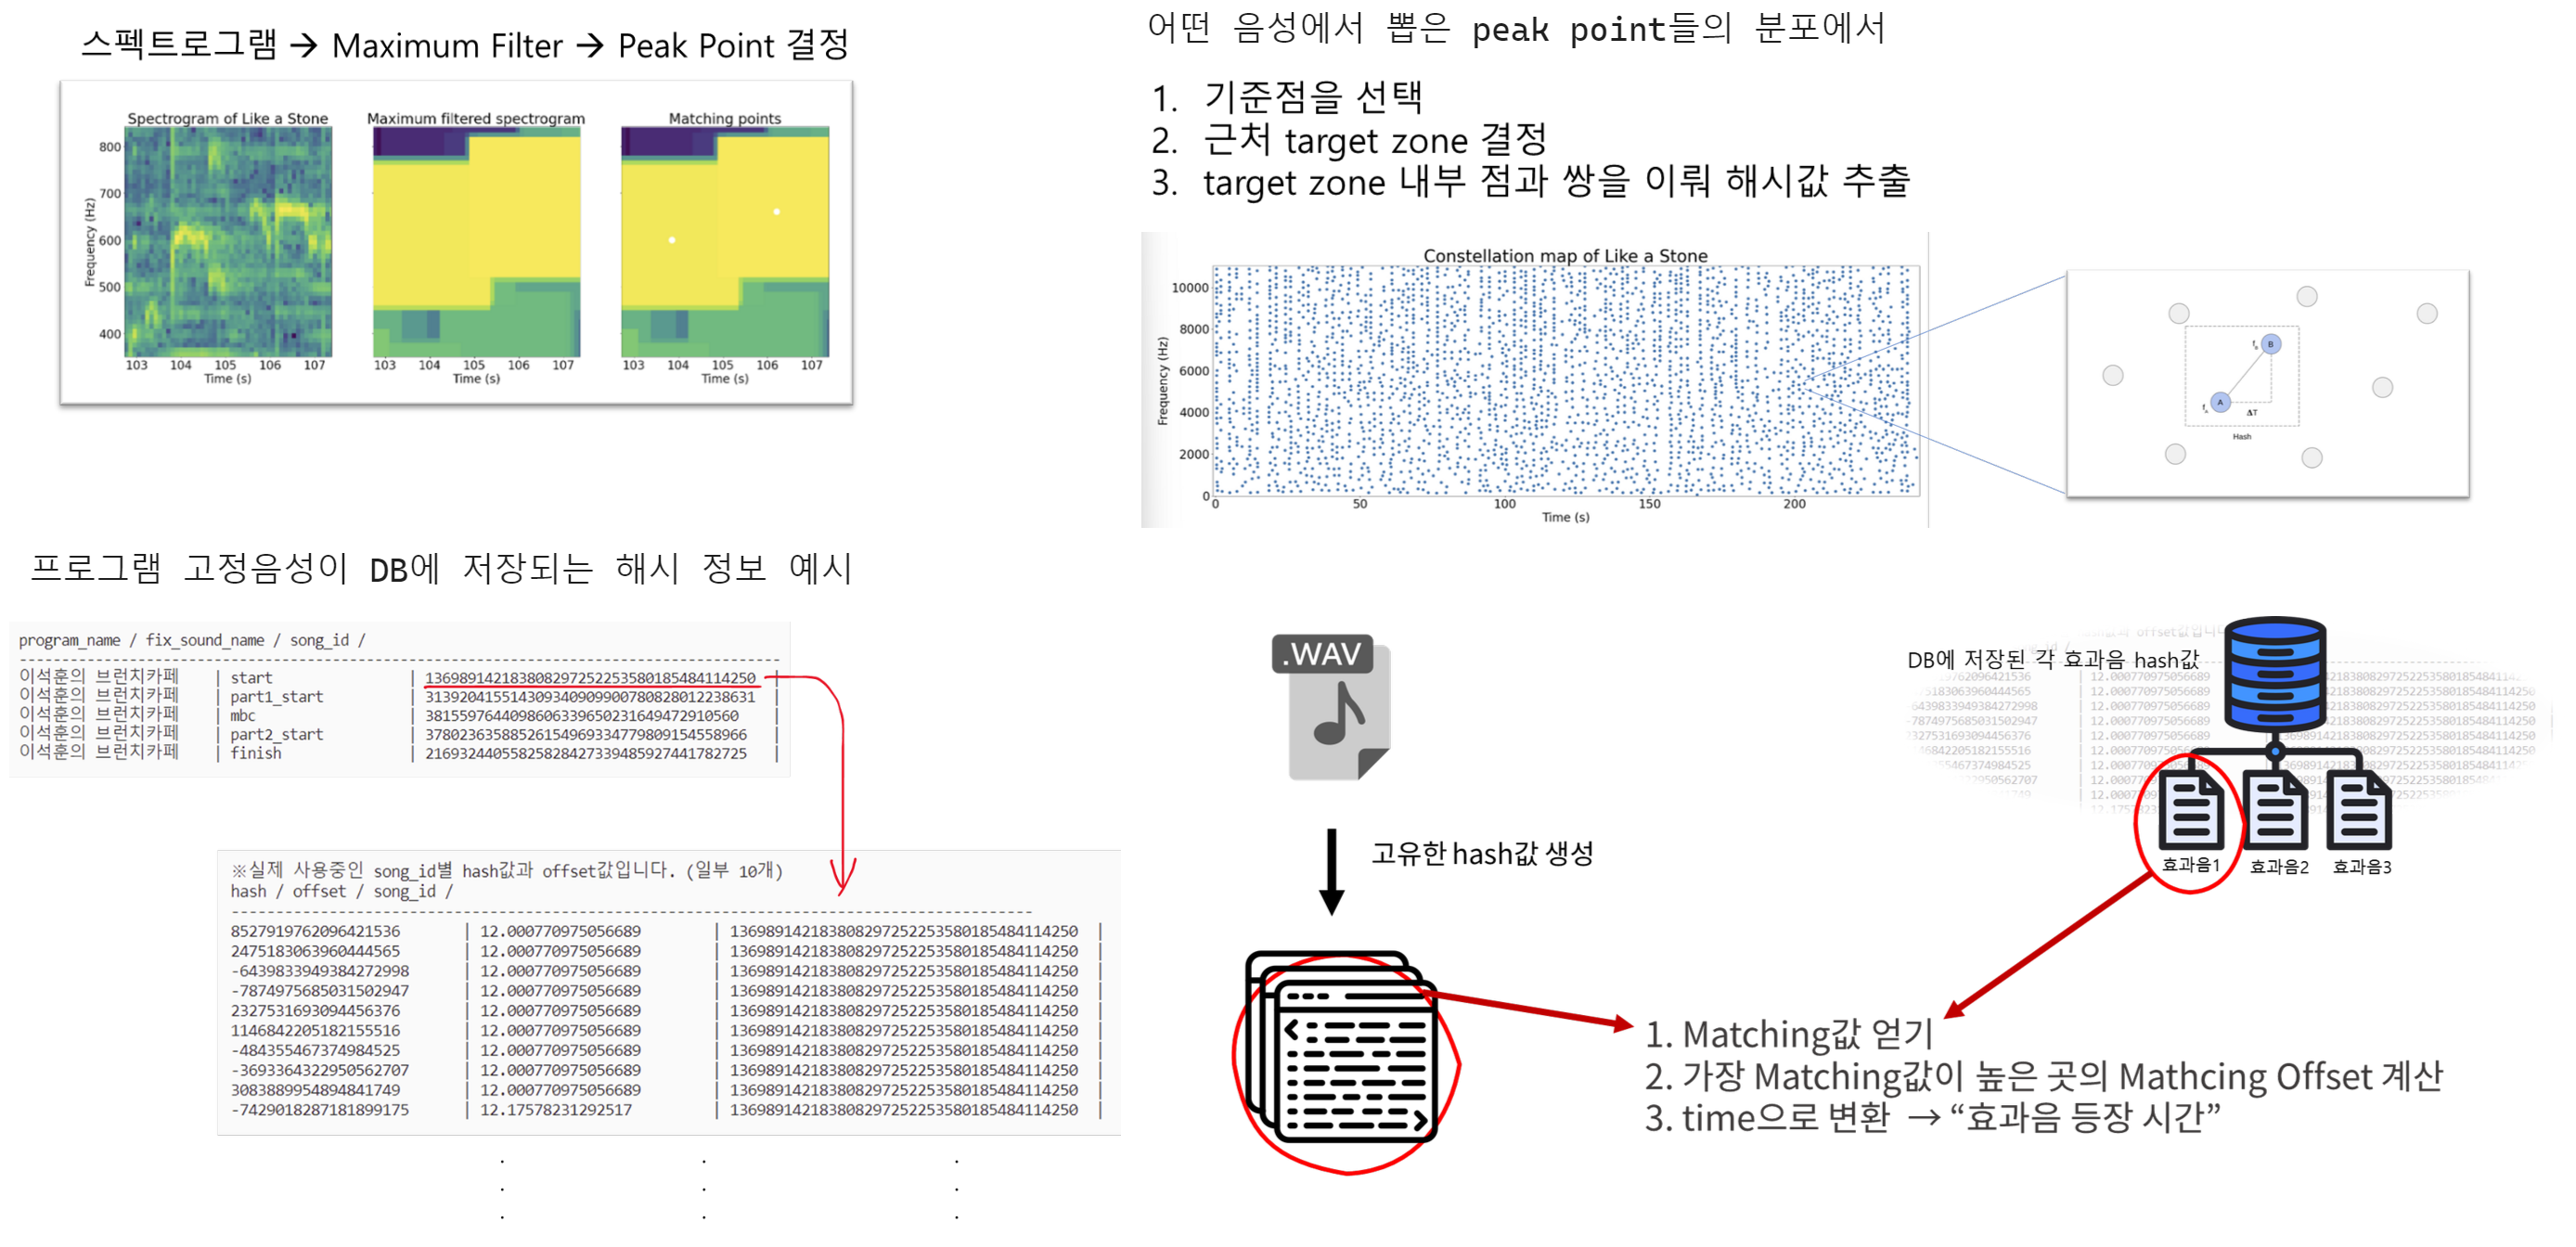 스펙트로그램 → Maximum Filter → Peak Point 결정
Spectrogram of Like a Stone
Maximum filtered spectrogram
Matching points
Frequency (Hz)
800
700
600
500
400
103 104 105 106 107
103 104 105 106 107
103 104 105 106 107
Time (s)
Time (s)
Time (s)
어떤 음성에서 뽑은 peak point들의 분포에서
1. 기준점을 선택
2. 근처 target zone 결정
3. target zone 내부 점과 쌍을 이뤄 해시값 추출
Constellation map of Like a Stone
Frequency (Hz)
10000
8000
6000
4000
2000
0
0 50 100 150 200
Time (s)
fB B
fA A
ΔT
Hash
프로그램 고정음성이 DB에 저장되는 해시 정보 예시
program_name / fix_sound_name / song_id /
이석훈의 브런치카페 | start | 136989142183808297252253580185484114250 |
이석훈의 브런치카페 | part1_start | 313920415514309340909900780828012238631 |
이석훈의 브런치카페 | mbc | 3815597644098606339650231649472910560 |
이석훈의 브런치카페 | part2_start | 37802363588526154969334779809154558966 |
이석훈의 브런치카페 | finish | 21693244055825828427339485927441782725 |
※실제 사용중인 song_id별 hash값과 offset값입니다. (일부 10개)
hash / offset / song_id /
8527919762096421536 | 12.000770975056689 | 136989142183808297252253580185484114250 |
2475183063960444565 | 12.000770975056689 | 136989142183808297252253580185484114250 |
-6439833949384272998 | 12.000770975056689 | 136989142183808297252253580185484114250 |
-7874975685031502947 | 12.000770975056689 | 136989142183808297252253580185484114250 |
2327531693094456376 | 12.000770975056689 | 136989142183808297252253580185484114250 |
1146842205182155516 | 12.000770975056689 | 136989142183808297252253580185484114250 |
-484355467374984525 | 12.000770975056689 | 136989142183808297252253580185484114250 |
-3693364322950562707 | 12.000770975056689 | 136989142183808297252253580185484114250 |
3083889954894841749 | 12.000770975056689 | 136989142183808297252253580185484114250 |
-7429018287181899175 | 12.17578231292517 | 136989142183808297252253580185484114250 |
.WAV
고유한 hash값 생성
DB에 저장된 각 효과음 hash값
효과음1
효과음2
효과음3
1. Matching값 얻기
2. 가장 Matching값이 높은 곳의 Mathcing Offset 계산
3. time으로 변환 → “효과음 등장 시간”